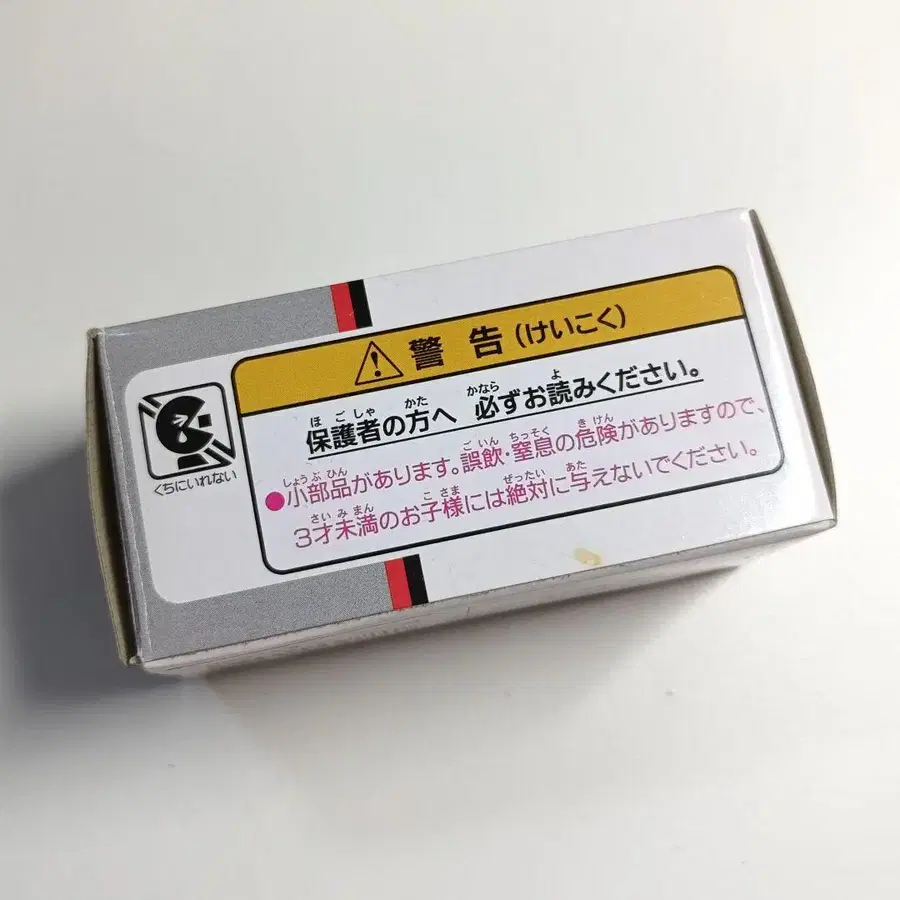 警告(けいこく)
保護者の方へ 必ずお読みください。
ほごしゃ かた かなら よ
●小部品があります。誤飲・窒息の危険がありますので、
しょうぶひん ごいん ちっそく きけん
3才未満のお子様には絶対に与えないでください。
さいみまん こさま ぜったい あた
くちにいれない